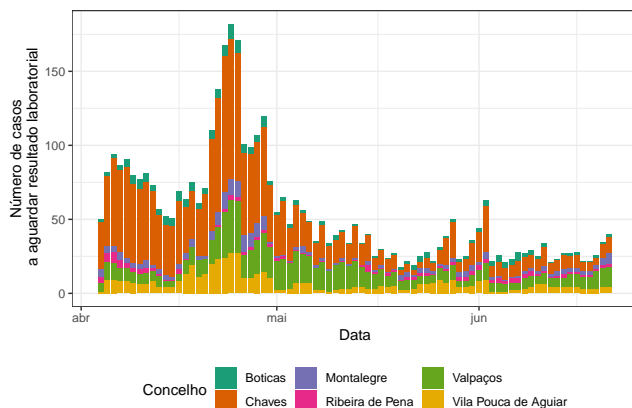 Número de casos
a aguardar resultado laboratorial
150
100
50
0
abr
mai
jun
Data
Concelho
Boticas
Montalegre
Valpaços
Chaves
Ribeira de Pena
Vila Pouca de Aguiar